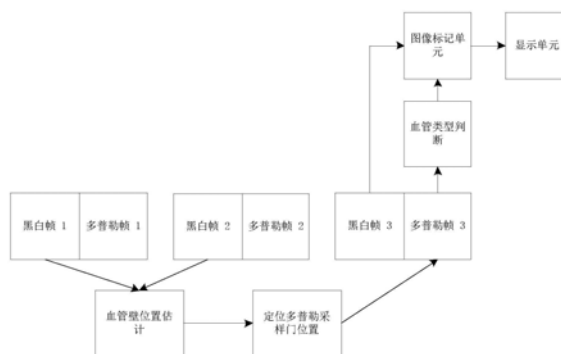 图像标记单
元
显示单元
血管类型判
断
黑白帧 1
多普勒帧 1
黑白帧 2
多普勒帧 2
黑白帧 3
多普勒帧 3
血管壁位置估
计
定位多普勒采
样门位置